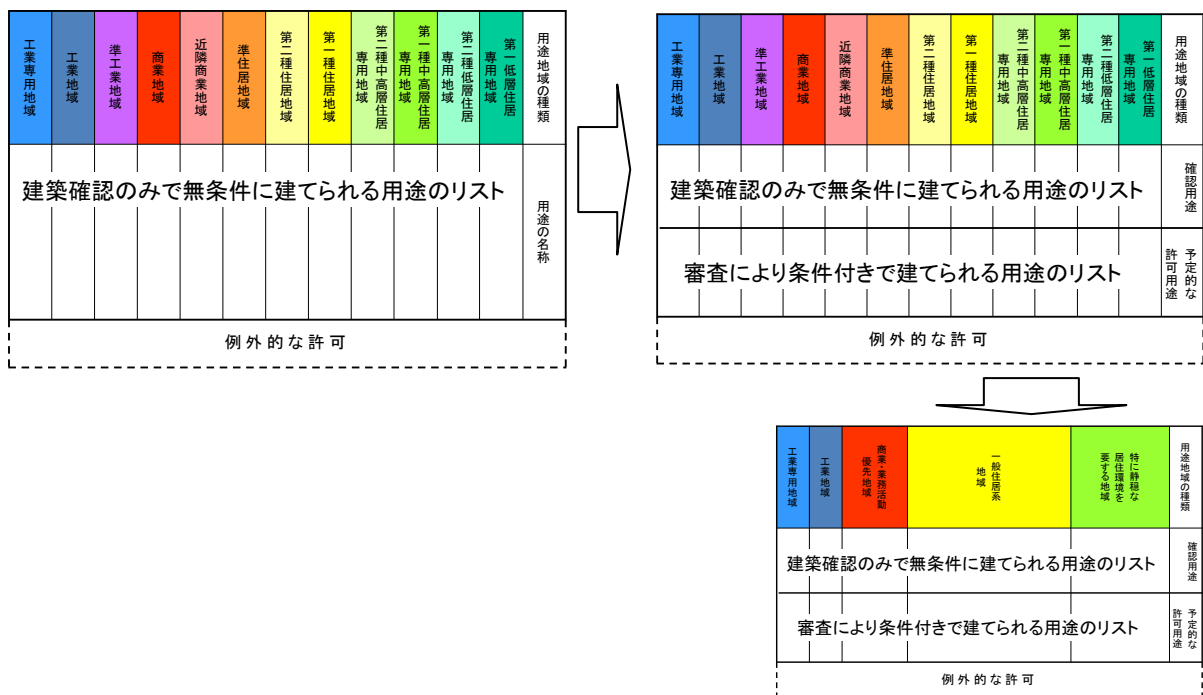 用途地域の種類
第一低層住居
専用地域
第二種低層住居
専用地域
第一種中高層住居
専用地域
第二種中高層住居
専用地域
第一種住居地域
第二種住居地域
準住居地域
近隣商業地域
商業地域
準工業地域
工業地域
工業専用地域
用途の名称
建築確認のみで無条件に建てられる用途のリスト
例外的な許可
用途地域の種類
第一低層住居
専用地域
第二種低層住居
専用地域
第一種中高層住居
専用地域
第二種中高層住居
専用地域
第一種住居地域
第二種住居地域
準住居地域
近隣商業地域
商業地域
準工業地域
工業地域
工業専用地域
確認用途
建築確認のみで無条件に建てられる用途のリスト
予定的な
許可用途
審査により条件付きで建てられる用途のリスト
例外的な許可
用途地域の種類
特に静穏な
居住環境を
要する地域
一般住居系
地域
商業・業務活動
優先地域
工業地域
工業専用地域
確認用途
建築確認のみで無条件に建てられる用途のリスト
予定的な
許可用途
審査により条件付きで建てられる用途のリスト
例外的な許可